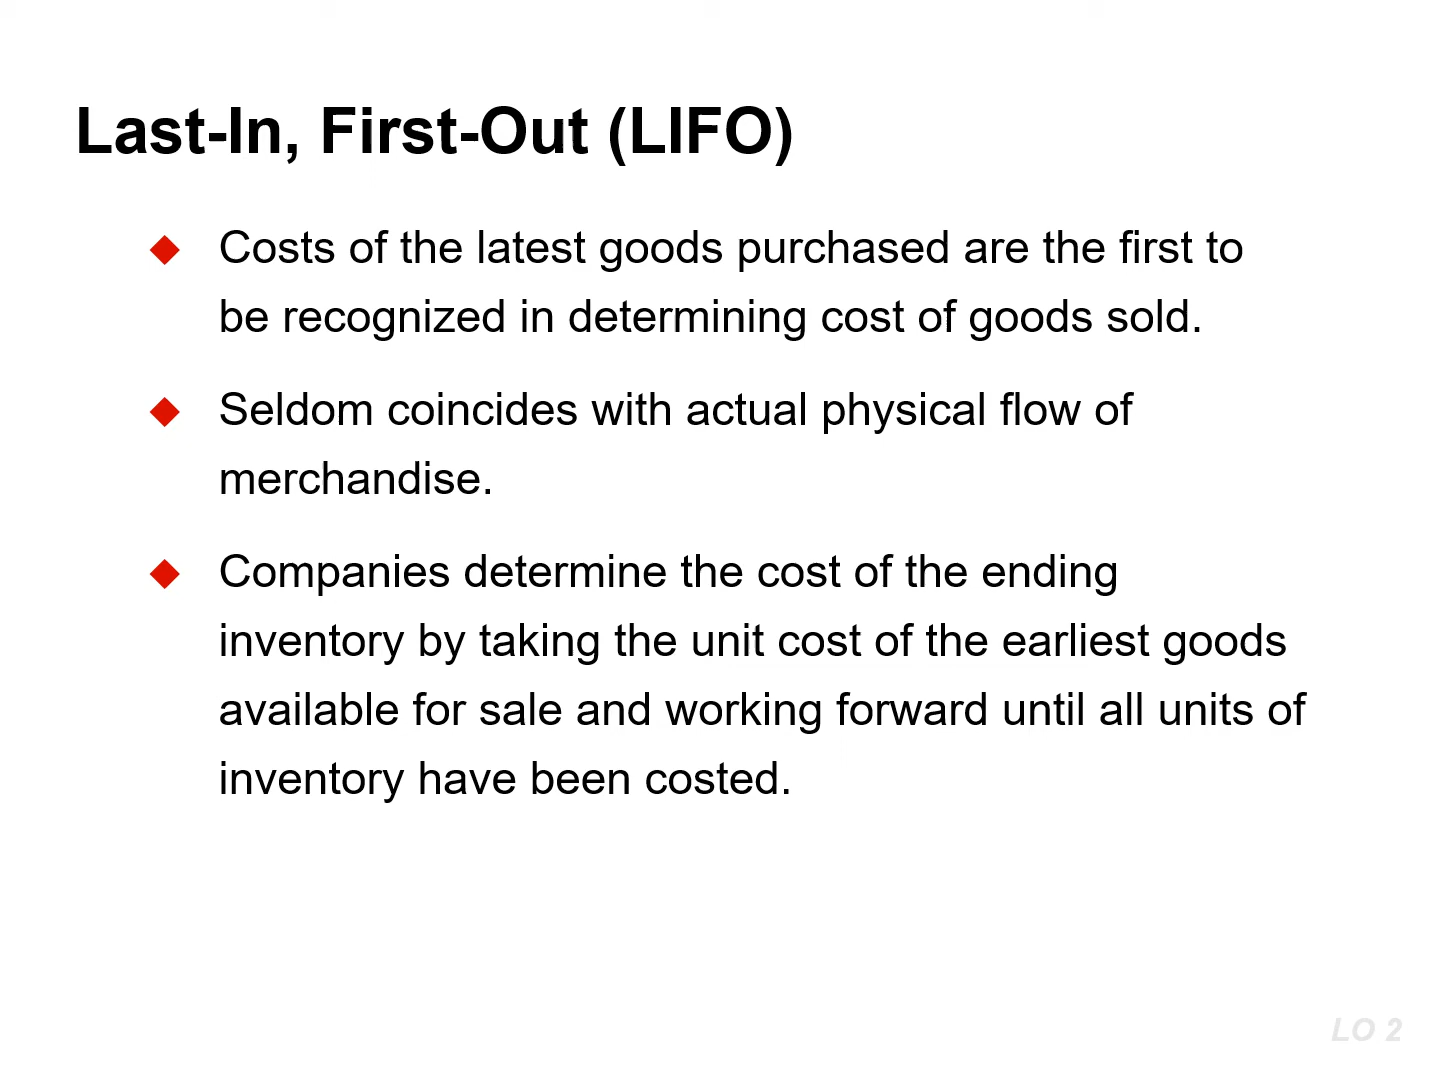 Last-In, First-Out (LIFO)
Costs of the latest goods purchased are the first to
be recognized in determining cost of goods sold.
Seldom coincides with actual physical flow of
merchandise.
Companies determine the cost of the ending
inventory by taking the unit cost of the earliest goods
available for sale and working forward until all units of
inventory have been costed.
LO 2